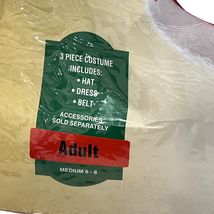 3 PIECE COSTUME
INCLUDES:
• HAT
• DRESS
• BELT
ACCESSORIES
SOLD SEPARATELY
Adult
MEDIUM 6 - 8